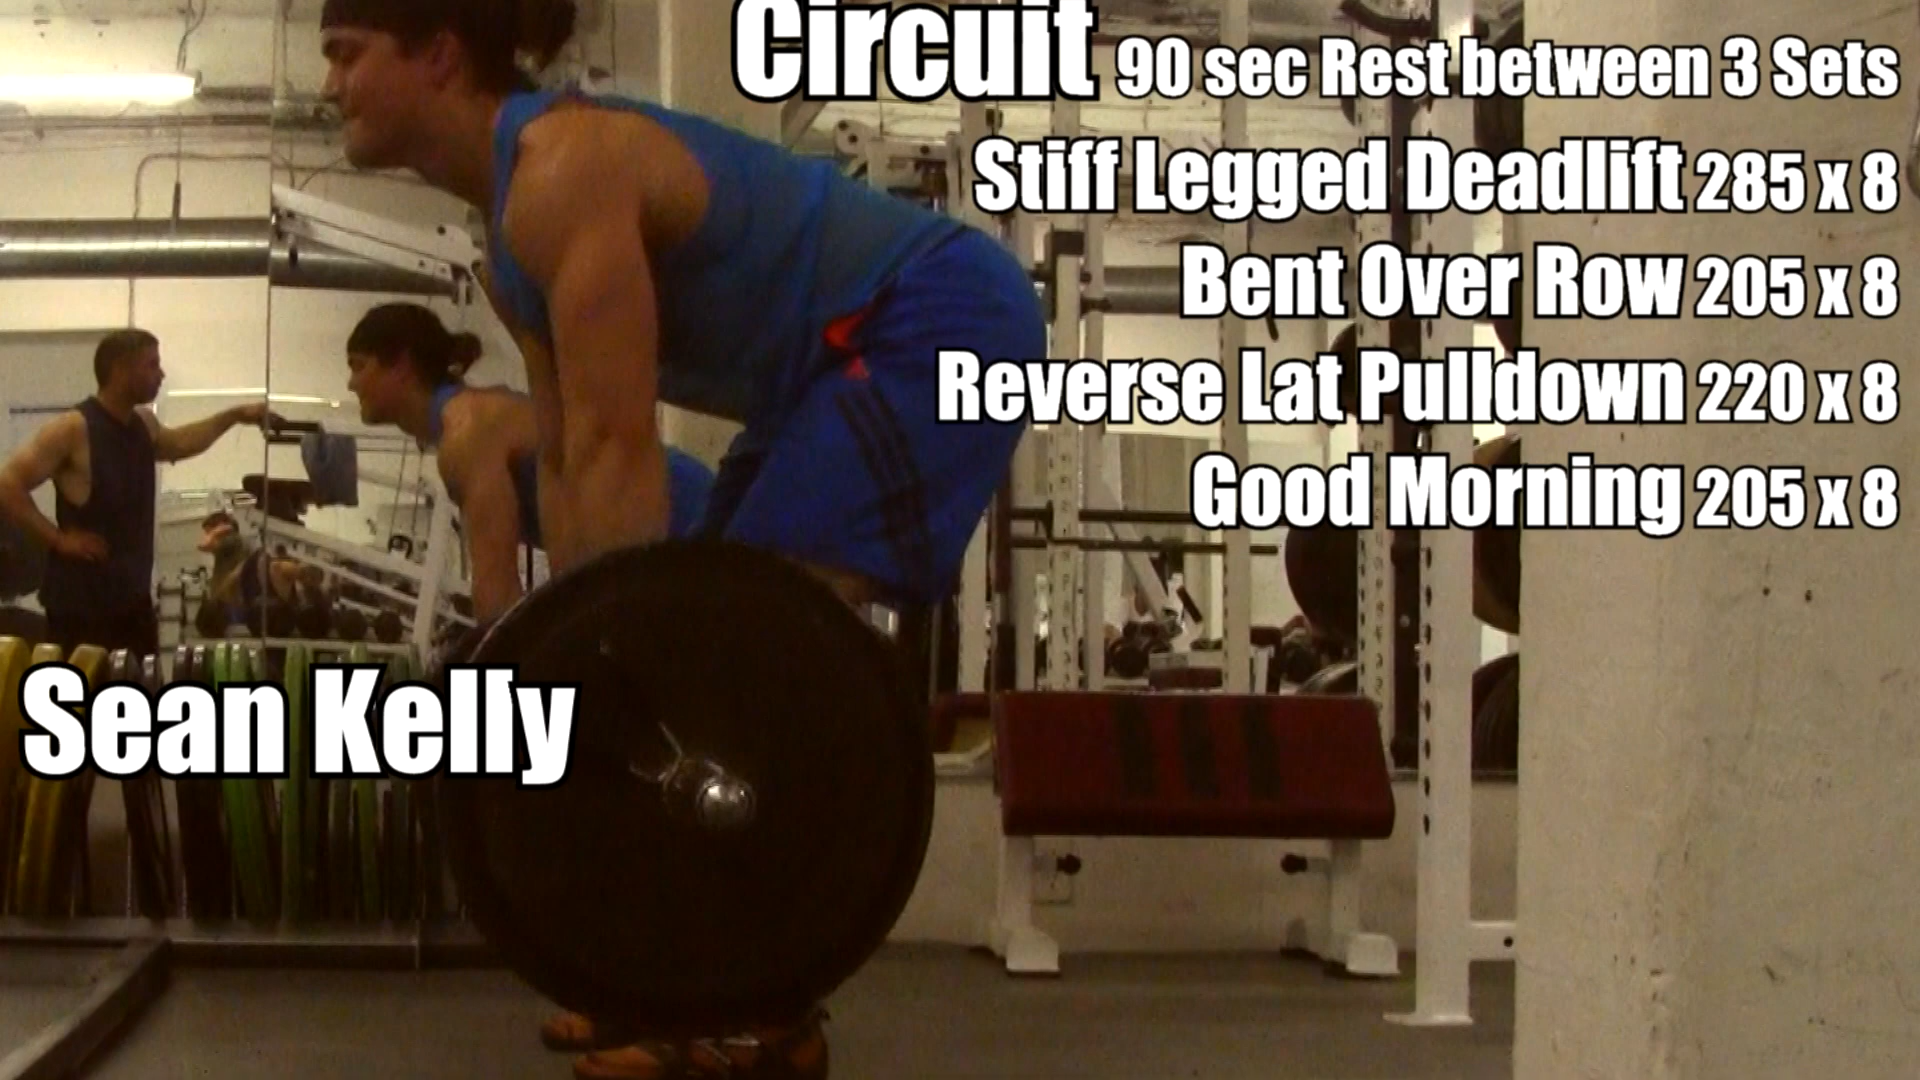 Circuit 90 sec Rest between 3 Sets
Stiff Legged Deadlift 285 x 8
Bent Over Row 205 x 8
Reverse Lat Pulldown 220 x 8
Good Morning 205 x 8
Sean Kelly